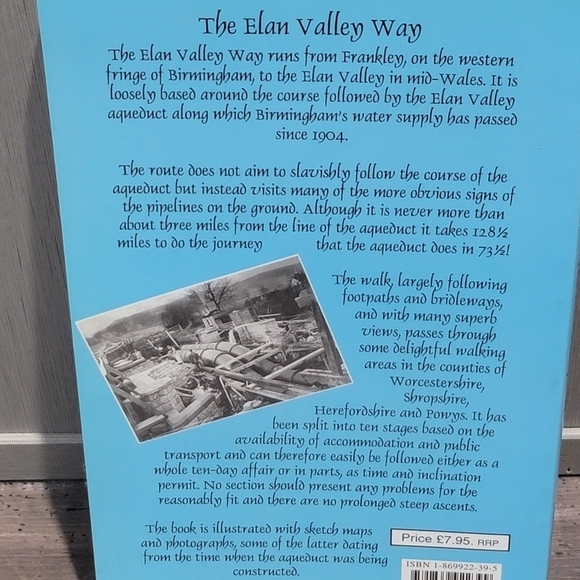 The Elan Valley Way
The Elan Valley Way runs from Frankley, on the western
fringe of Birmingham, to the Elan Valley in mid-Wales. It is
loosely based around the course followed by the Elan Valley
aqueduct along which Birmingham's water supply has passed
since 1904.
The route does not aim to slavishly follow the course of the
aqueduct but instead visits many of the more obvious signs of
the pipelines on the ground. Although it is never more than
about three miles from the line of the aqueduct it takes 128½
miles to do the journey that the aqueduct does in 73½!
The walk, largely following
footpaths and bridleways,
and with many superb
views, passes through
some delightful walking
areas in the counties of
Worcestershire,
Shropshire,
Herefordshire and Powys. It has
been split into ten stages based on the
availability of accommodation and public
transport and can therefore easily be followed either as a
whole ten-day affair or in parts, as time and inclination
permit. No section should present any problems for the
reasonably fit and there are no prolonged steep ascents.
The book is illustrated with sketch maps
and photographs, some of the latter dating
from the time when the aqueduct was being
constructed.
Price £7.95. RRP
ISBN 1-869922-39-5